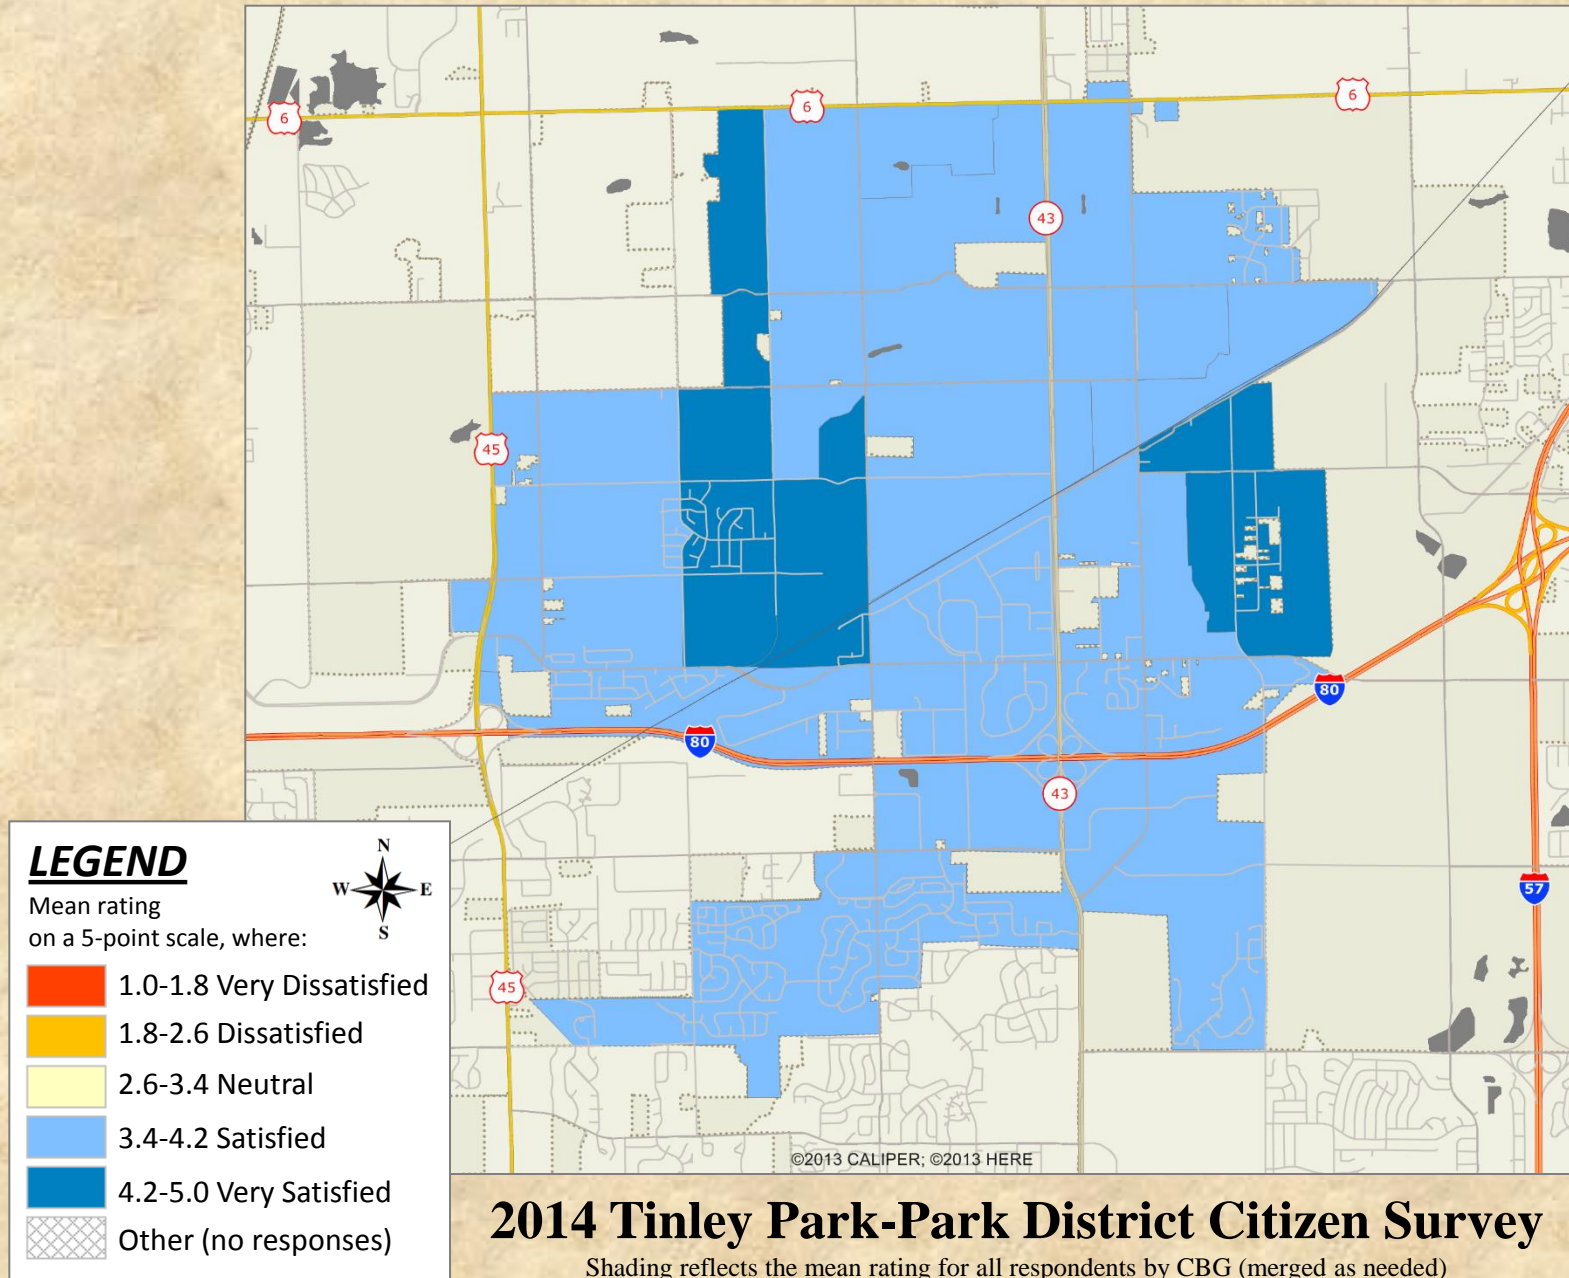 6
6
6
43
45
80
80
43
57
45
©2013 CALIPER; ©2013 HERE
LEGEND
N
W E
S
Mean rating
on a 5-point scale, where:
1.0-1.8 Very Dissatisfied
1.8-2.6 Dissatisfied
2.6-3.4 Neutral
3.4-4.2 Satisfied
4.2-5.0 Very Satisfied
Other (no responses)
2014 Tinley Park-Park District Citizen Survey
Shading reflects the mean rating for all respondents by CBG (merged as needed)